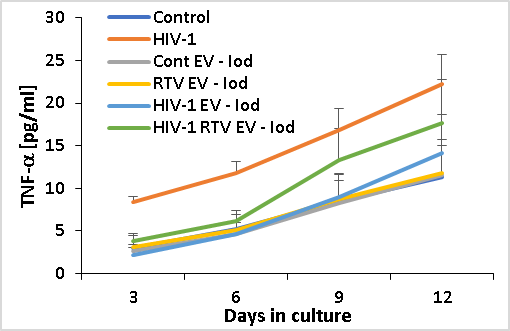 30
25
20
15
10
5
0
TNF-α [pg/ml]
Control
HIV-1
Cont EV - Iod
RTV EV - Iod
HIV-1 EV - Iod
HIV-1 RTV EV - Iod
3 6 9 12
Days in culture